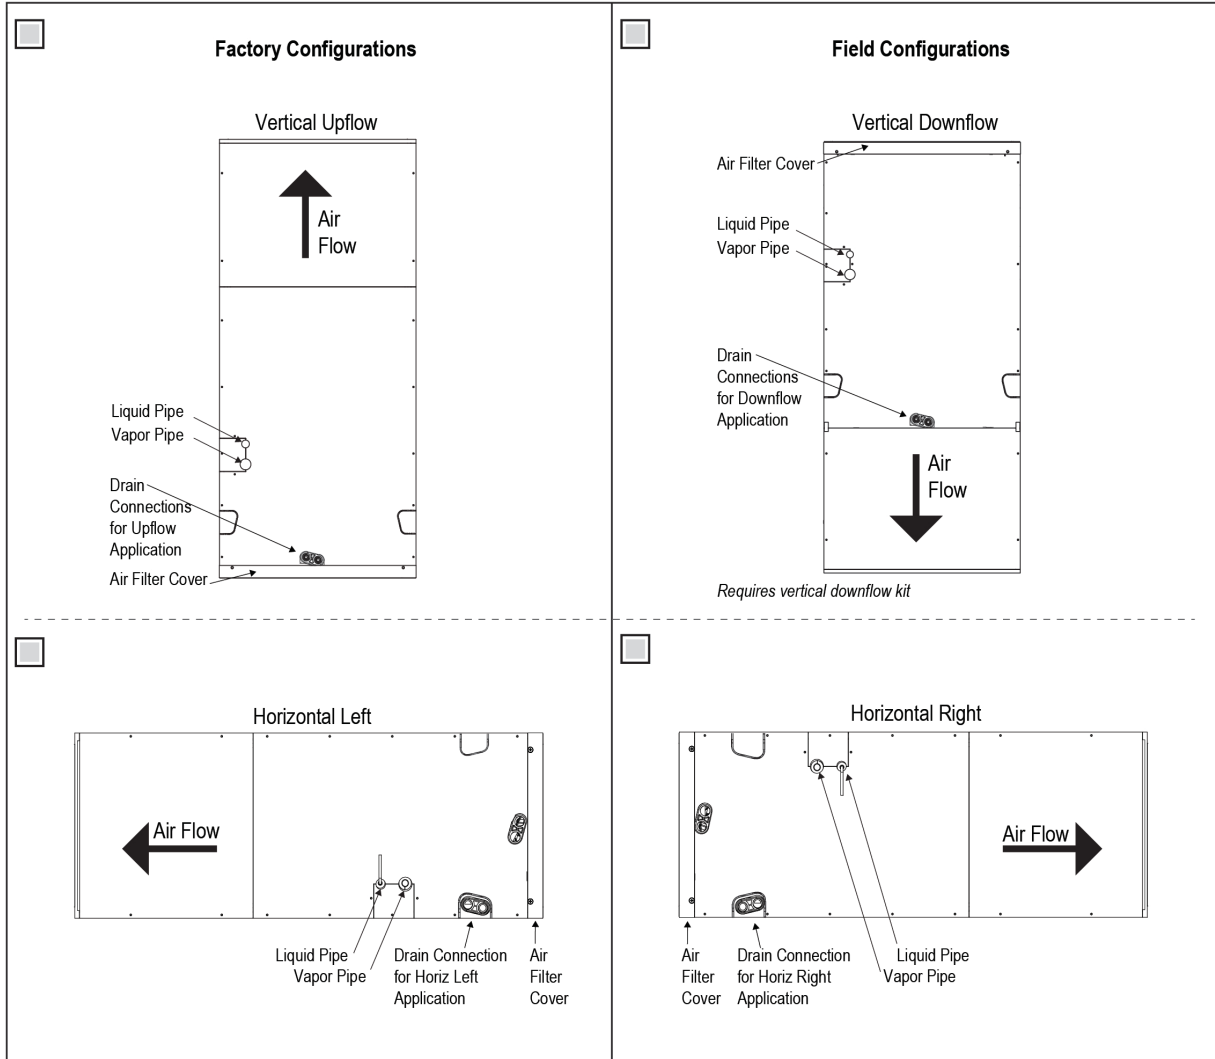 Factory Configurations
Vertical Upflow
Air
Flow
Liquid Pipe
Vapor Pipe
Drain
Connections
for Upflow
Application
Air Filter Cover
Field Configurations
Vertical Downflow
Air Filter Cover
Liquid Pipe
Vapor Pipe
Drain
Connections
for Downflow
Application
Air
Flow
Requires vertical downflow kit
Horizontal Left
Air Flow
Liquid Pipe
Vapor Pipe
Drain Connection
for Horiz Left
Application
Air
Filter
Cover
Horizontal Right
Air Flow
Air
Filter
Cover
Drain Connection
for Horiz Right
Application
Liquid Pipe
Vapor Pipe